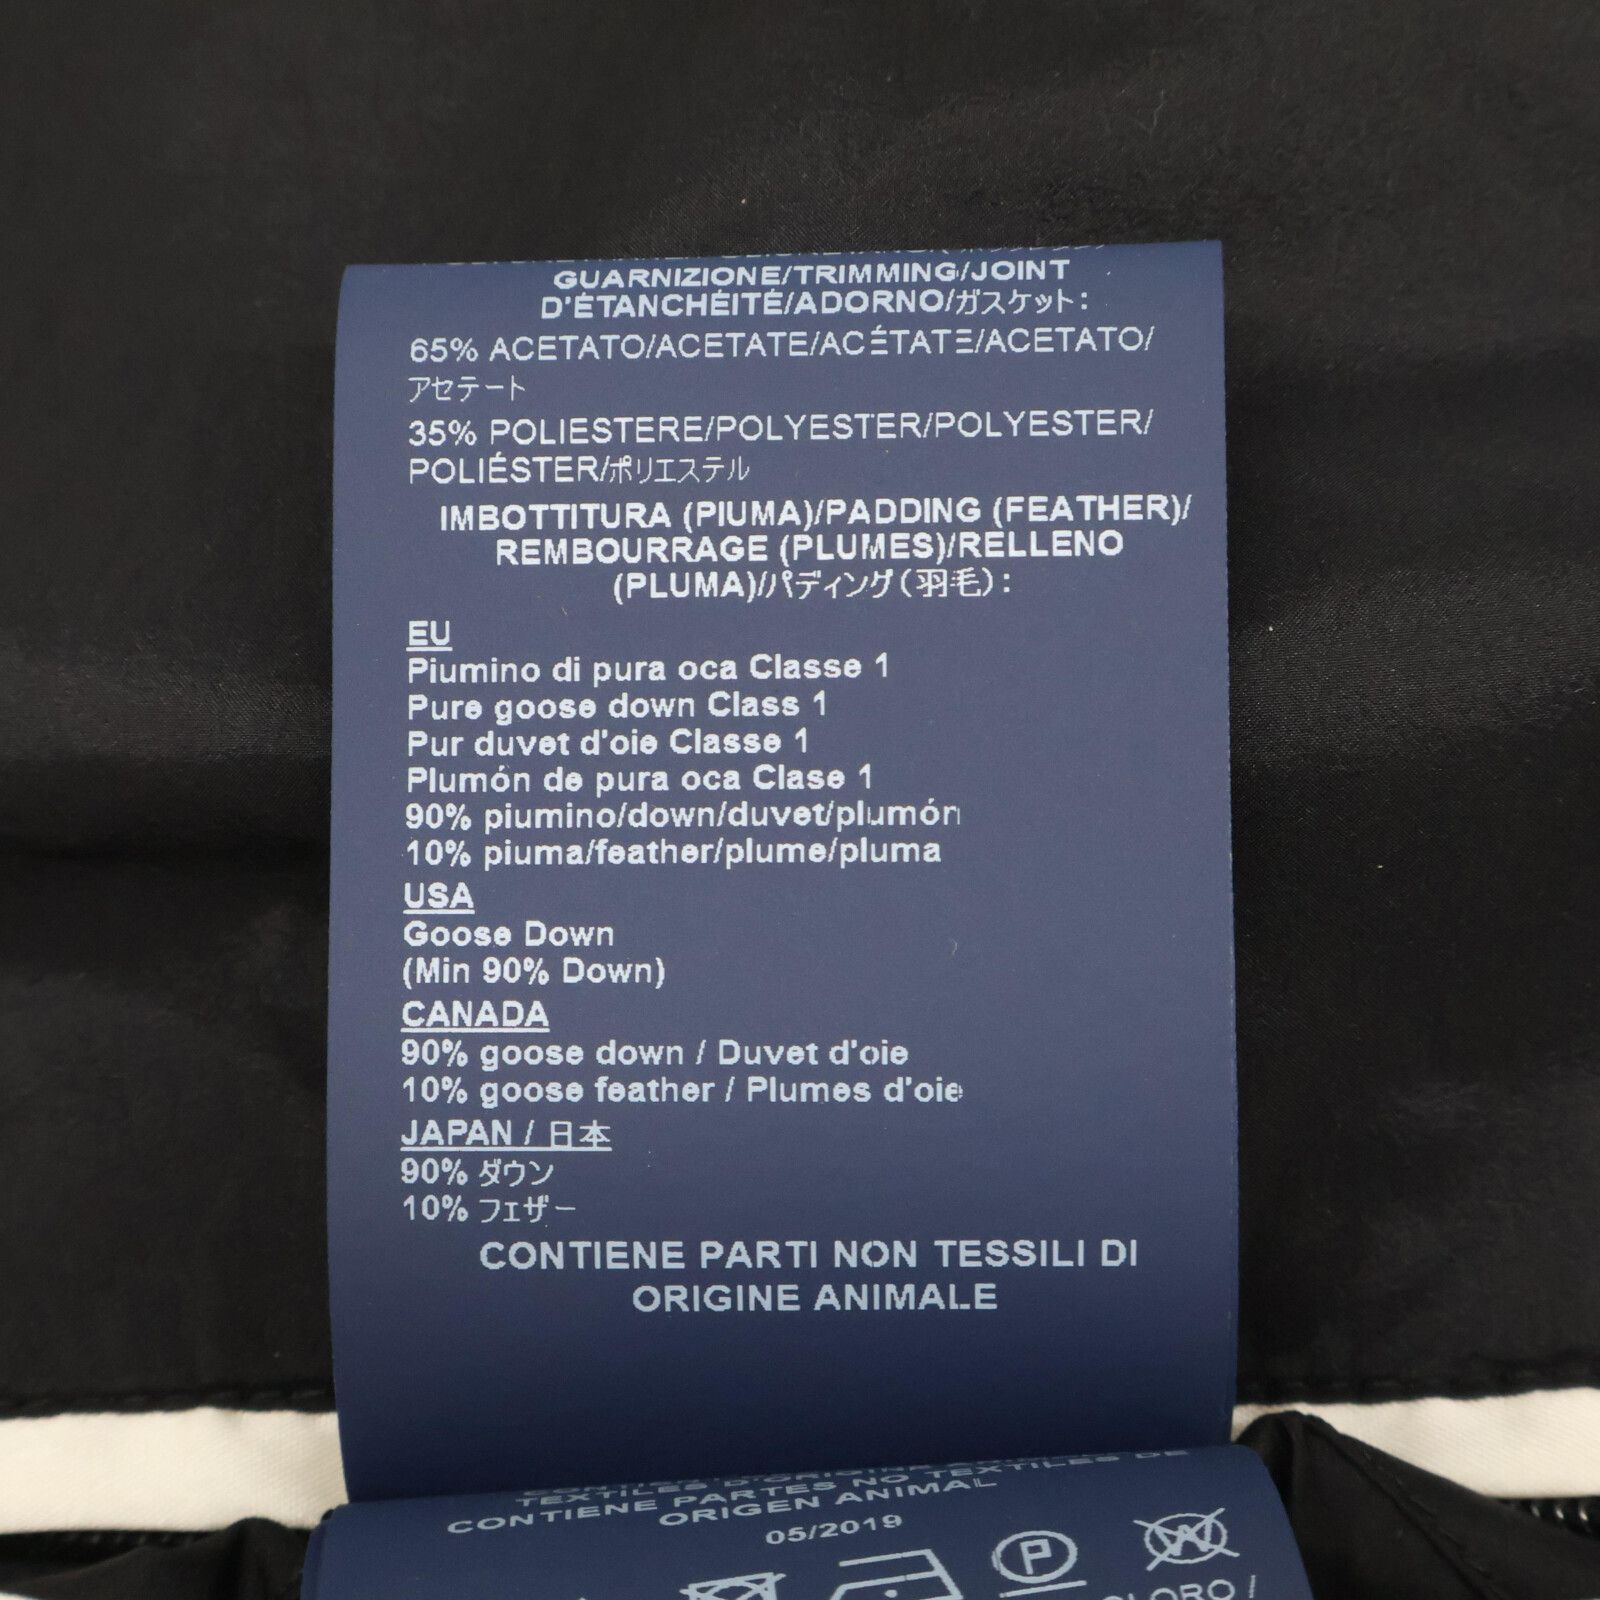 GUARNIZIONE/TRIMMING/JOINT
D'ÉTANCHÉITÉ/ADORNO/ガスケット:
65% ACETATO/ACETATE/ACÉTATE/ACETATO/
アセテート
35% POLIESTERE/POLYESTER/POLYESTER/
POLIÉSTER/ポリエステル
IMBOTTITURA (PIUMA)/PADDING (FEATHER)/
REMBOURRAGE (PLUMES)/RELLENO
(PLUMA)/パディング(羽毛):
EU
Piumino di pura oca Classe 1
Pure goose down Class 1
Pur duvet d'oie Classe 1
Plumón de pura oca Clase 1
90% piumino/down/duvet/plumón
10% piuma/feather/plume/pluma
USA
Goose Down
(Min 90% Down)
CANADA
90% goose down / Duvet d'oie
10% goose feather / Plumes d'oie
JAPAN / 日本
90% ダウン
10% フェザー
CONTIENE PARTI NON TESSILI DI
ORIGINE ANIMALE
TEXTILES D'ORIGINE
CONTIENE PARTES NO TEXTILES DE
ORIGEN ANIMAL
05/2019
P
W